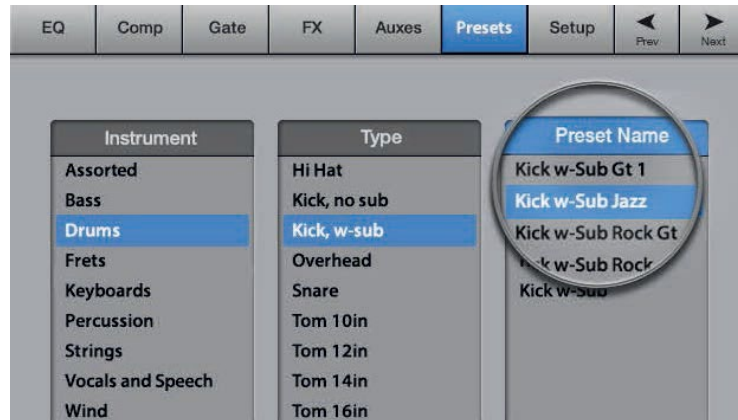 EQ Comp Gate FX Auxes Presets Setup Prev Next
Instrument
Assorted
Bass
Drums
Frets
Keyboards
Percussion
Strings
Vocals and Speech
Wind
Type
Hi Hat
Kick, no sub
Kick, w-sub
Overhead
Snare
Tom 10in
Tom 12in
Tom 14in
Tom 16in
Preset Name
Kick w-Sub Gt 1
Kick w-Sub Jazz
Kick w-Sub Rock Gt
Kick w-Sub Rock
Kick w-Sub